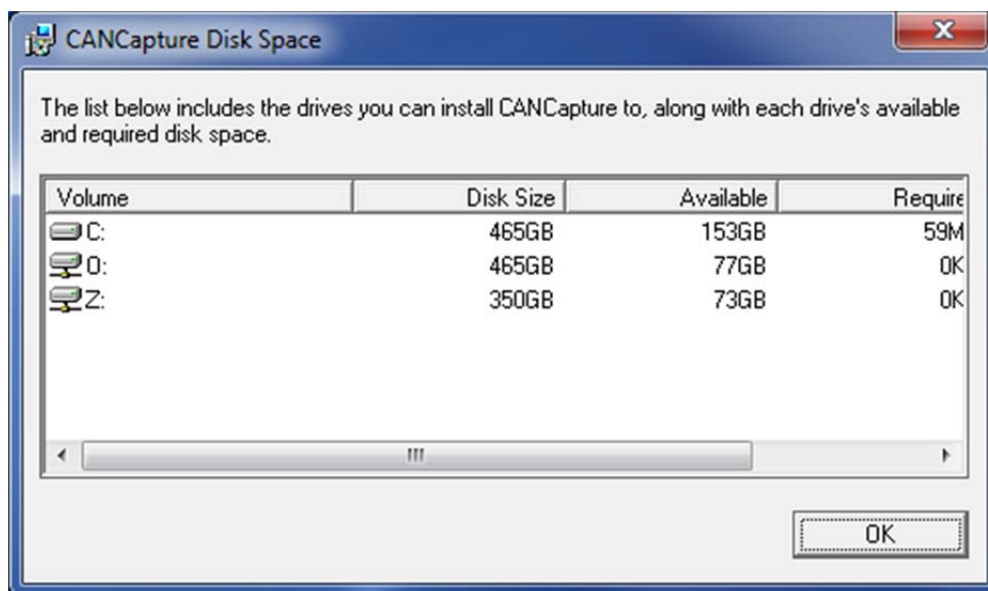 CANCapture Disk Space
The list below includes the drives you can install CANCapture to, along with each drive's available
and required disk space.
Volume Disk Size Available Require
C: 465GB 153GB 59M
O: 465GB 77GB 0K
Z: 350GB 73GB 0K
OK